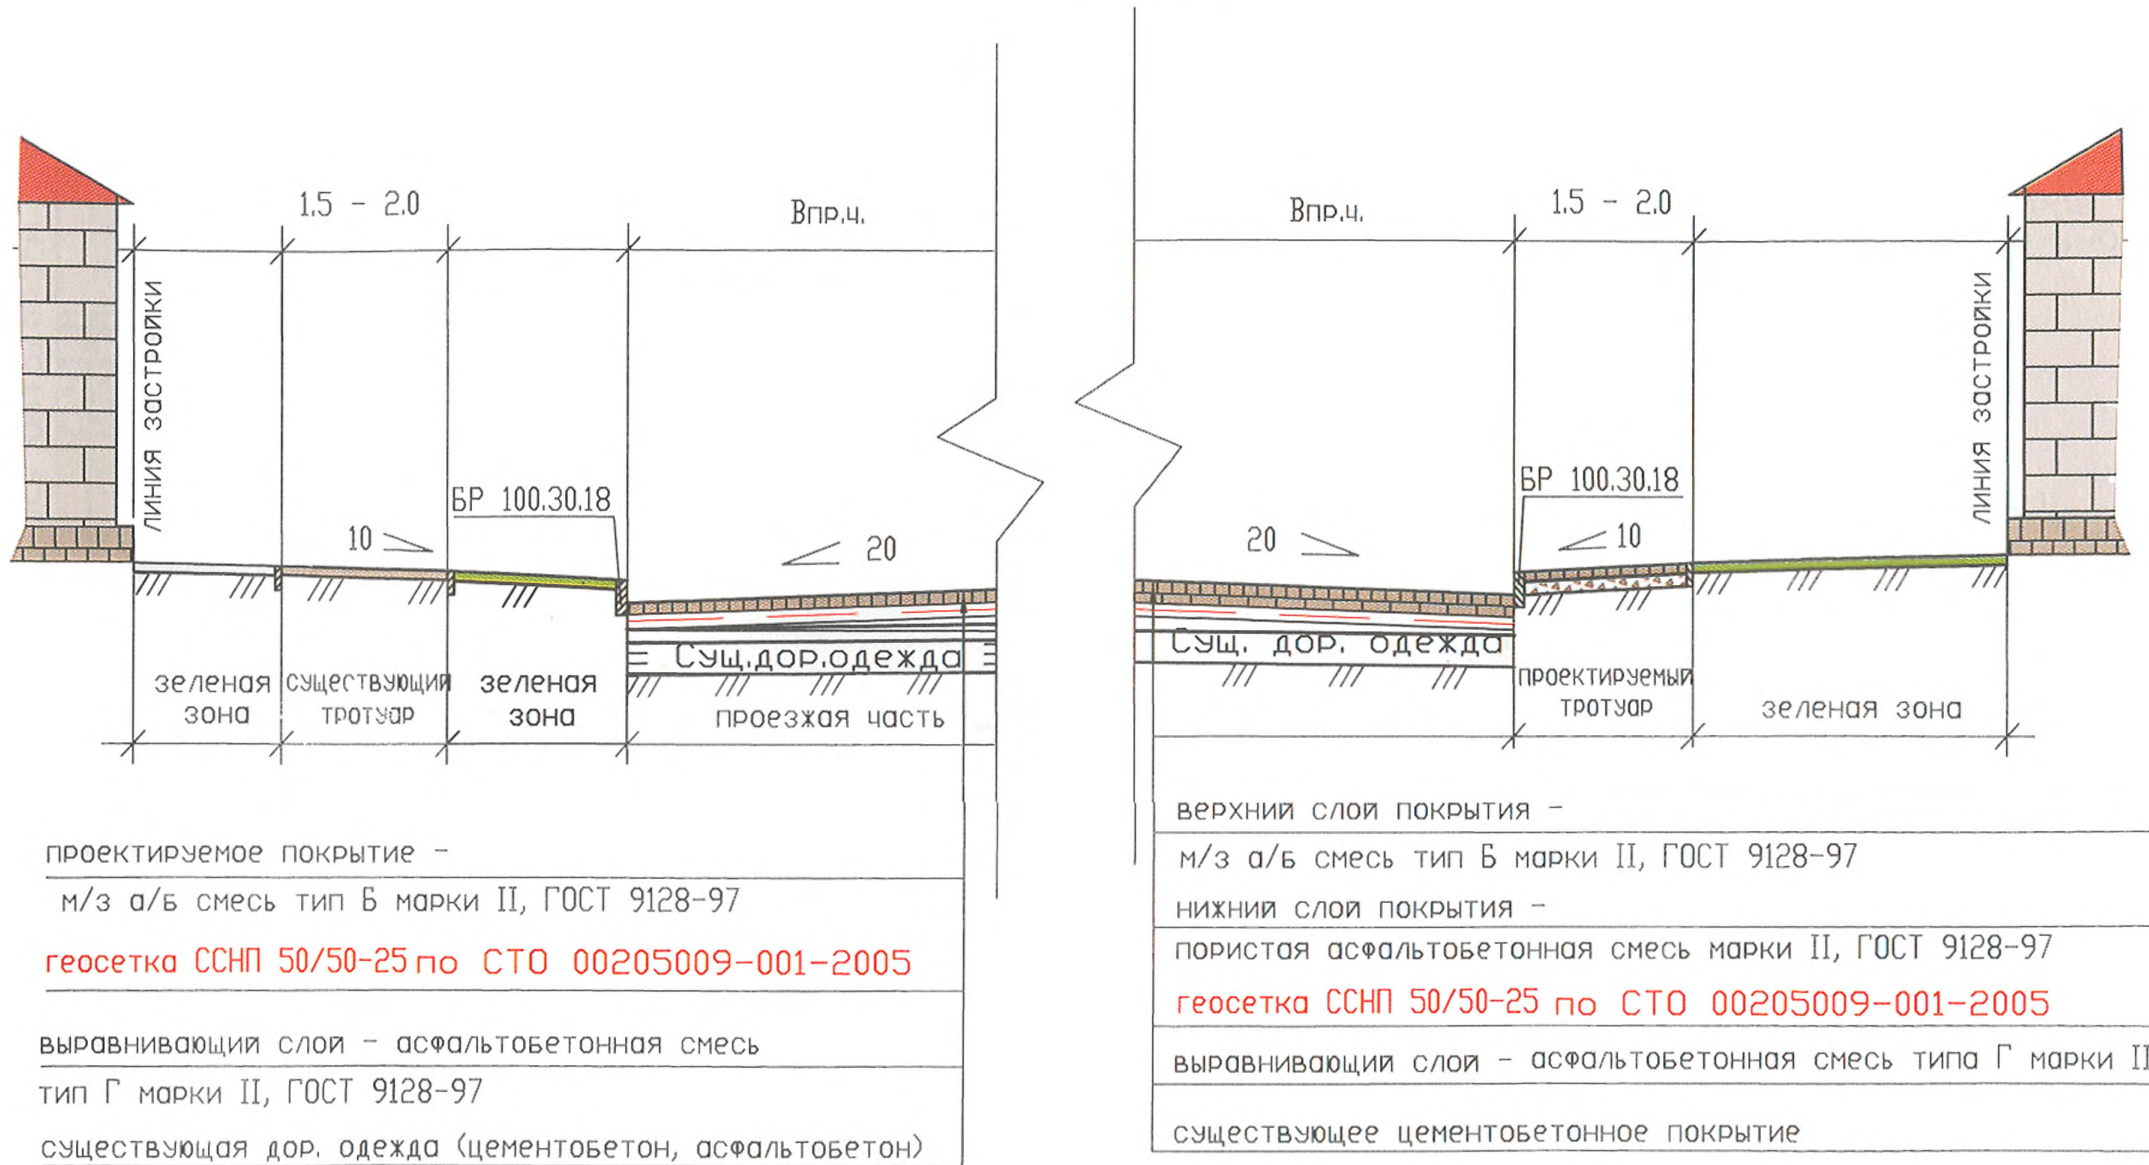 1.5 - 2.0
Впр.ч.
линия застройки
БР 100.30.18
10
20
Сущ.дор.одежда
зеленая
зона
существующий
тротуар
зеленая
зона
проезжая часть
проектируемое покрытие -
м/з а/б смесь тип Б марки II, ГОСТ 9128-97
геосетка ССНП 50/50-25 по СТО 00205009-001-2005
выравнивающий слой - асфальтобетонная смесь
тип Г марки II, ГОСТ 9128-97
существующая дор. одежда (цементобетон, асфальтобетон)
Впр.ч.
1.5 - 2.0
линия застройки
БР 100.30.18
20
10
Сущ. дор. одежда
проектируемый
тротуар
зеленая зона
верхний слой покрытия -
м/з а/б смесь тип Б марки II, ГОСТ 9128-97
нижний слой покрытия -
пористая асфальтобетонная смесь марки II, ГОСТ 9128-97
геосетка ССНП 50/50-25 по СТО 00205009-001-2005
выравнивающий слой - асфальтобетонная смесь типа Г марки II
существующее цементобетонное покрытие